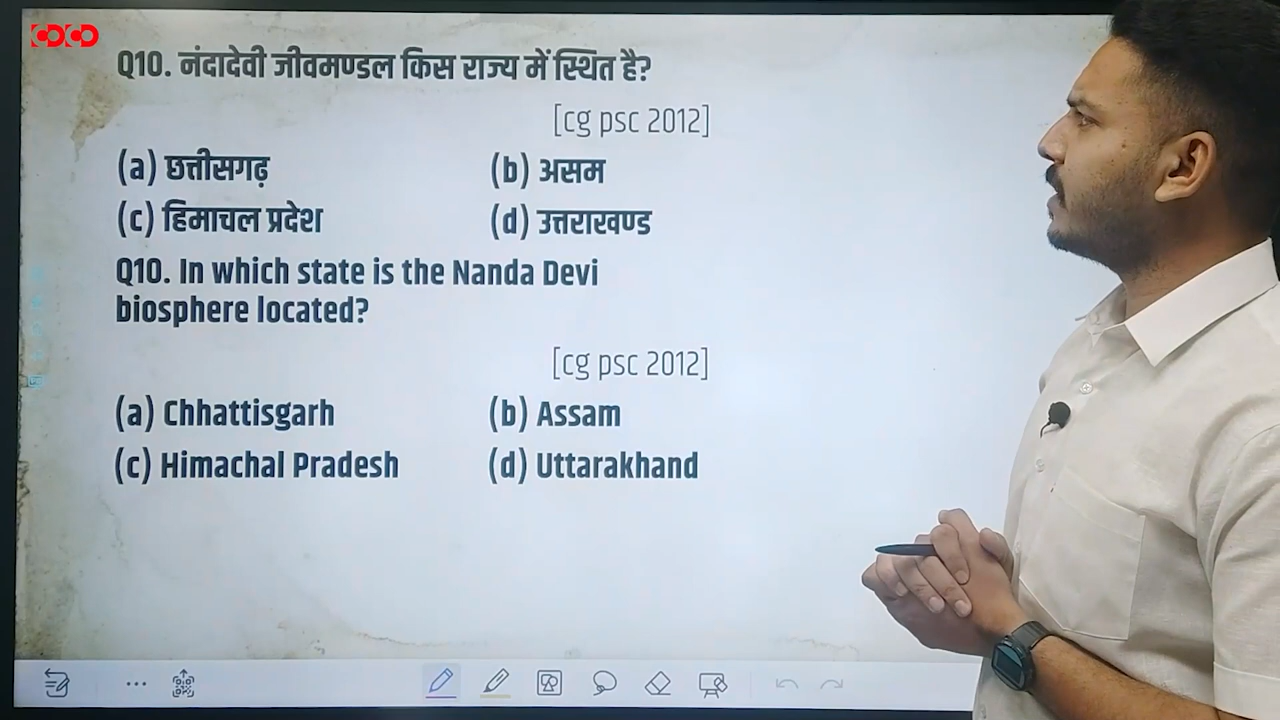 Q10. नंदादेवी जीवमण्डल किस राज्य में स्थित है?
[cg psc 2012]
(a) छत्तीसगढ़ (b) असम
(c) हिमाचल प्रदेश (d) उत्तराखण्ड
Q10. In which state is the Nanda Devi
biosphere located?
[cg psc 2012]
(a) Chhattisgarh (b) Assam
(c) Himachal Pradesh (d) Uttarakhand